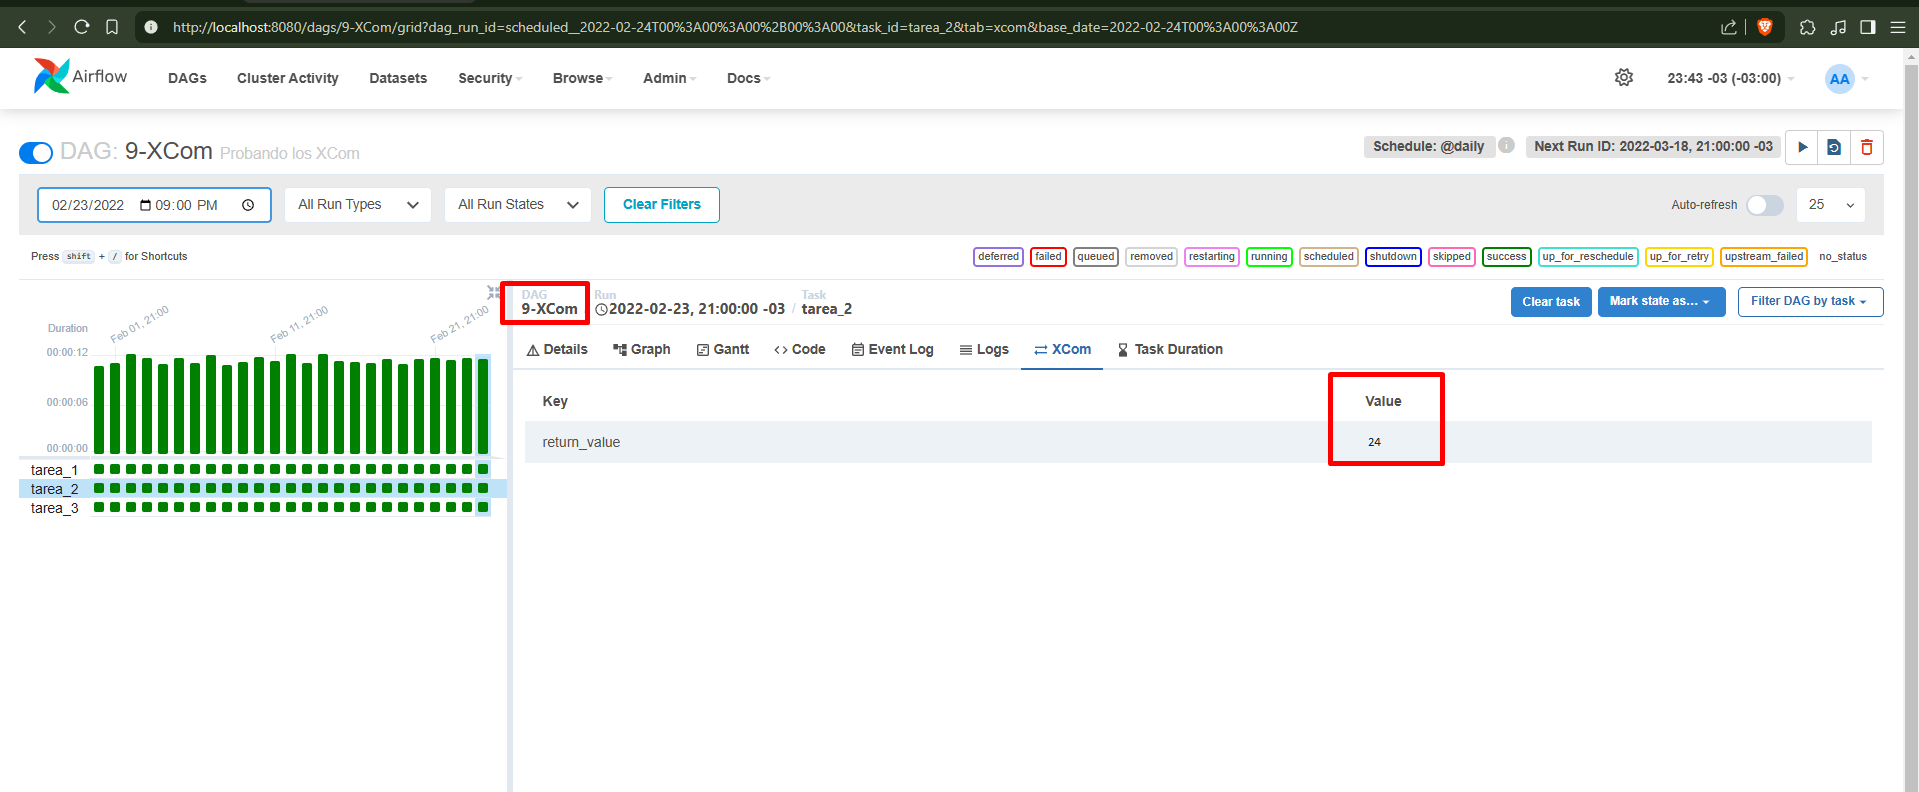 http://localhost:8080/dags/9-XCom/grid?dag_run_id=scheduled__2022-02-24T00%3A00%3A00%2B00%3A00&task_id=tarea_2&tab=xcom&base_date=2022-02-24T00%3A00%3A00Z
Airflow DAGs Cluster Activity Datasets Security Browse Admin Docs 23:43 -03 (-03:00) AA
DAG: 9-XCom Probando los XCom Schedule: @daily i Next Run ID: 2022-03-18, 21:00:00 -03
02/23/2022 09:00 PM All Run Types All Run States Clear Filters Auto-refresh 25
Press shift + / for Shortcuts deferred failed queued removed restarting running scheduled shutdown skipped success up_for_reschedule up_for_retry upstream_failed no_status
DAG Run Task
9-XCom 2022-02-23, 21:00:00 -03 / tarea_2 Clear task Mark state as... Filter DAG by task
Feb 01, 21:00 Feb 11, 21:00 Feb 21, 21:00
Duration
00:00:12
00:00:06
00:00:00
tarea_1
tarea_2
tarea_3
Details Graph Gantt Code Event Log Logs XCom Task Duration
Key Value
return_value 24